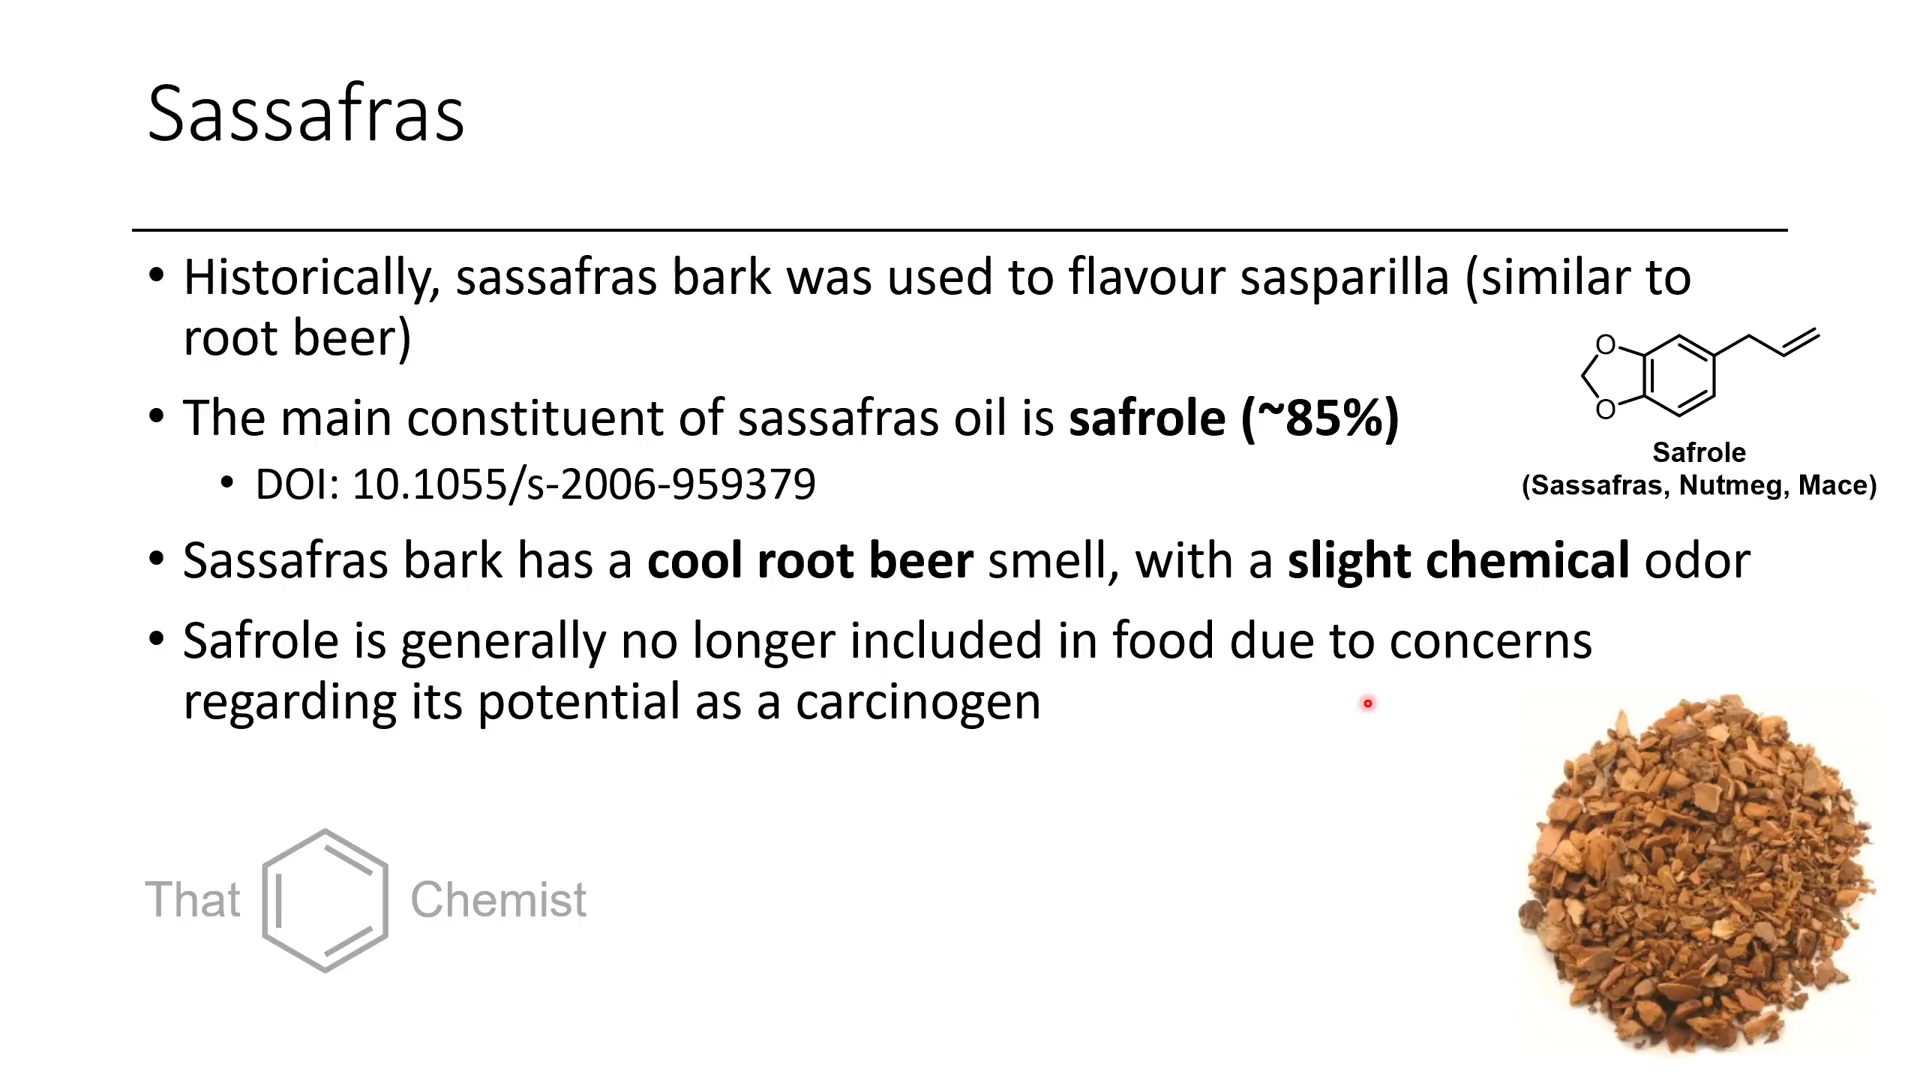 Sassafras
• Historically, sassafras bark was used to flavour sasparilla (similar to
root beer)
• The main constituent of sassafras oil is safrole (~85%)
• DOI: 10.1055/s-2006-959379
• Sassafras bark has a cool root beer smell, with a slight chemical odor
• Safrole is generally no longer included in food due to concerns
regarding its potential as a carcinogen
O
O
Safrole
(Sassafras, Nutmeg, Mace)
That Chemist